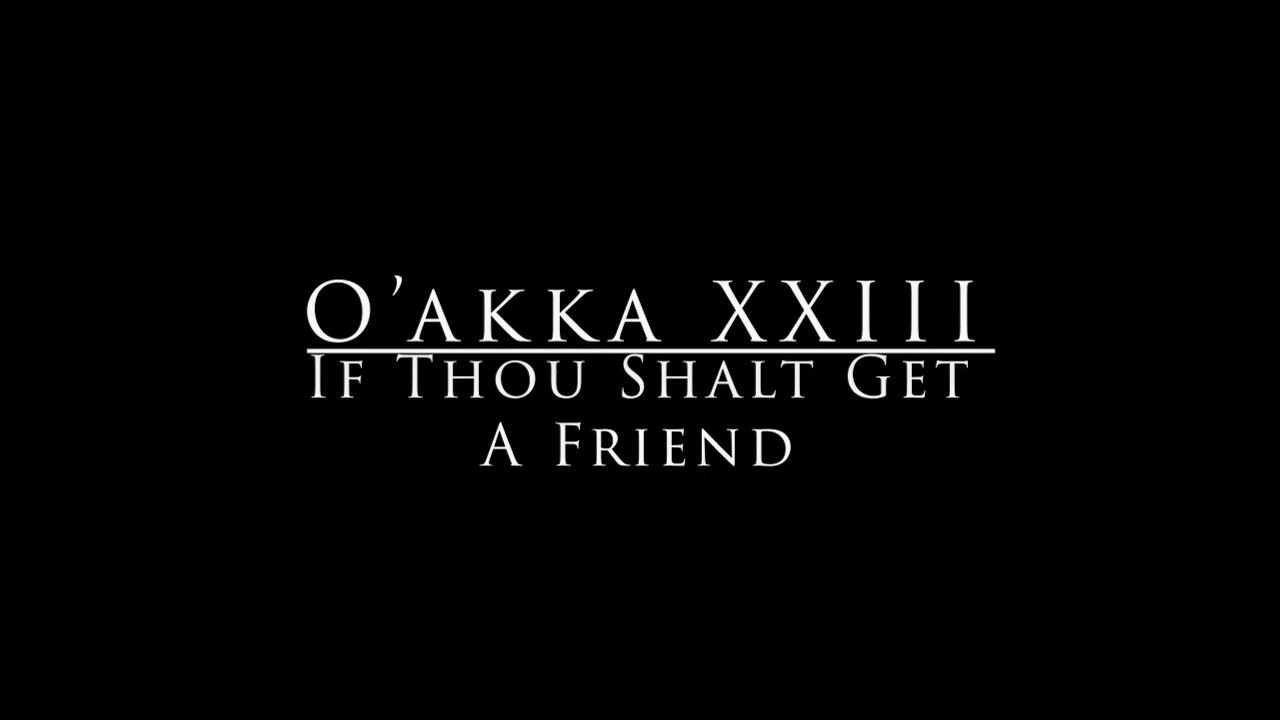 O’AKKA XXIII
IF THOU SHALT GET
A FRIEND